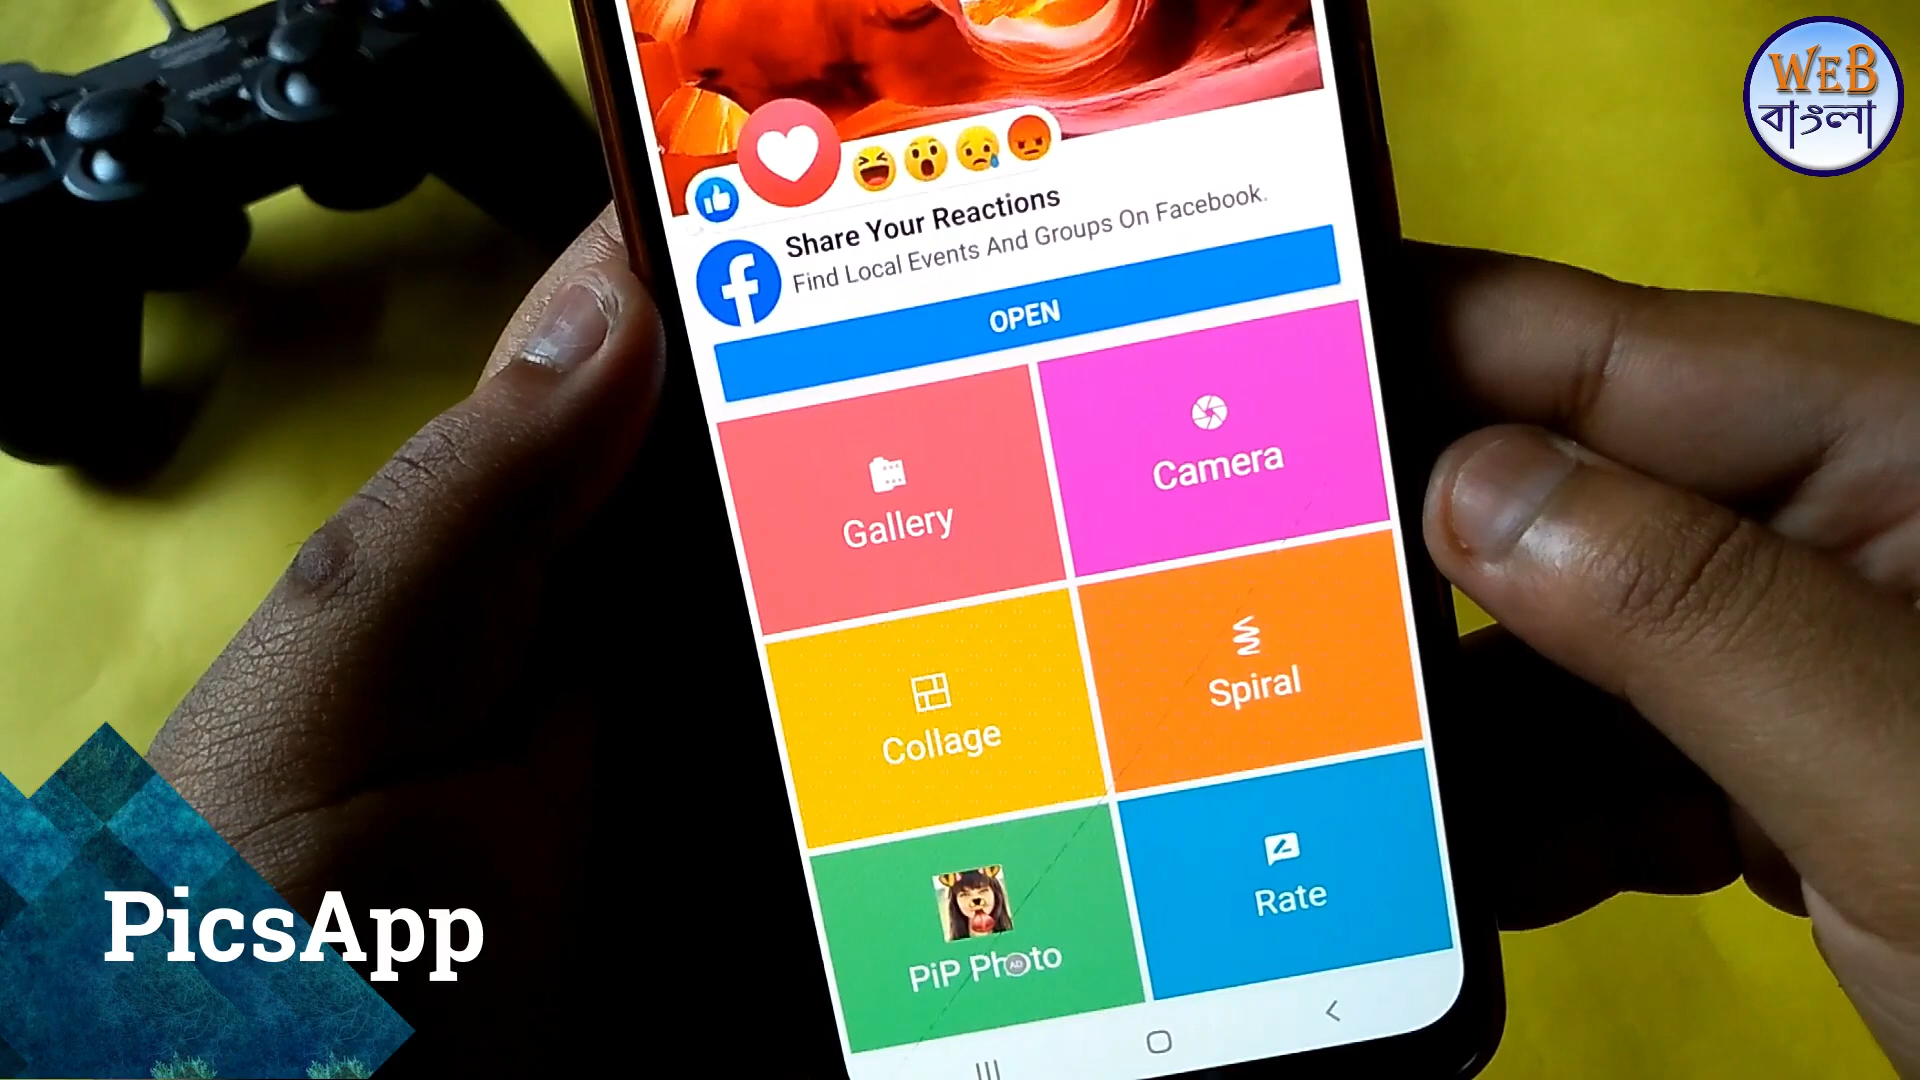 WEB
বাংলা
Share Your Reactions
Find Local Events And Groups On Facebook.
OPEN
Gallery
Camera
Collage
Spiral
PiP Photo
AD
Rate
PicsApp